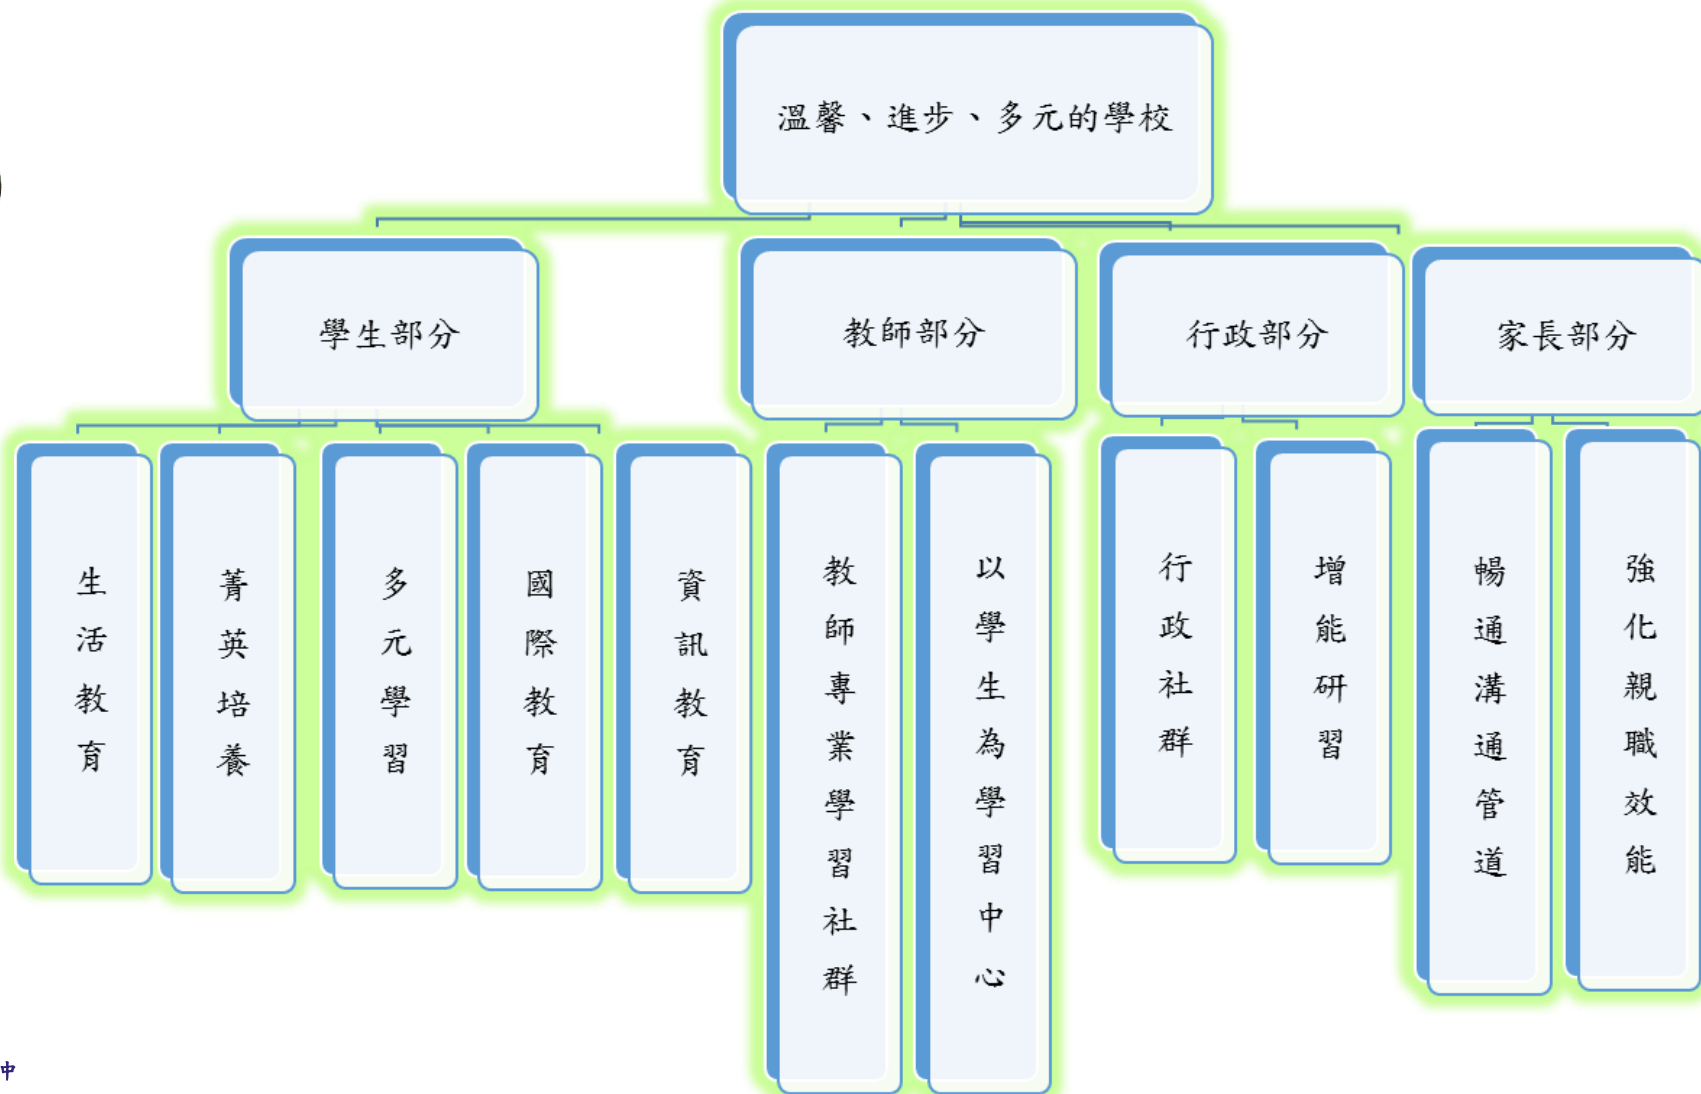 溫馨、進步、多元的學校
學生部分
教師部分
行政部分
家長部分
生活教育
菁英培養
多元學習
國際教育
資訊教育
教師專業學習社群
以學生為學習中心
行政社群
增能研習
暢通溝通管道
強化親職效能
)
中